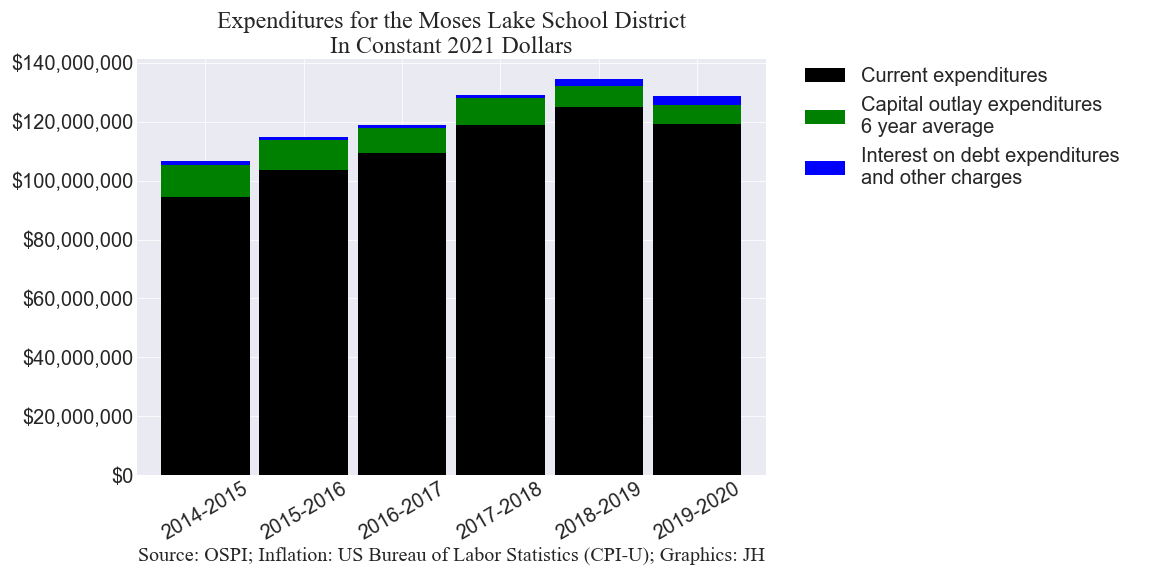 Expenditures for the Moses Lake School District
In Constant 2021 Dollars
$140,000,000
$120,000,000
$100,000,000
$80,000,000
$60,000,000
$40,000,000
$20,000,000
$0
2014-2015
2015-2016
2016-2017
2017-2018
2018-2019
2019-2020
Source: OSPI; Inflation: US Bureau of Labor Statistics (CPI-U); Graphics: JH
Current expenditures
Capital outlay expenditures
6 year average
Interest on debt expenditures
and other charges